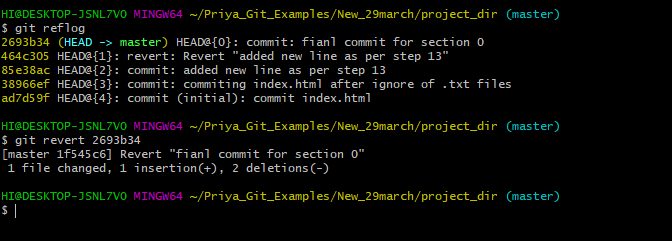 HI@DESKTOP-JSNL7VO MINGW64 ~/Priya_Git_Examples/New_29march/project_dir (master)
$ git reflog
2693b34 (HEAD -> master) HEAD@{0}: commit: fianl commit for section 0
464c305 HEAD@{1}: revert: Revert "added new line as per step 13"
85e38ac HEAD@{2}: commit: added new line as per step 13
38966ef HEAD@{3}: commit: commiting index.html after ignore of .txt files
ad7d59f HEAD@{4}: commit (initial): commit index.html
HI@DESKTOP-JSNL7VO MINGW64 ~/Priya_Git_Examples/New_29march/project_dir (master)
$ git revert 2693b34
[master 1f545c6] Revert "fianl commit for section 0"
1 file changed, 1 insertion(+), 2 deletions(-)
HI@DESKTOP-JSNL7VO MINGW64 ~/Priya_Git_Examples/New_29march/project_dir (master)
$